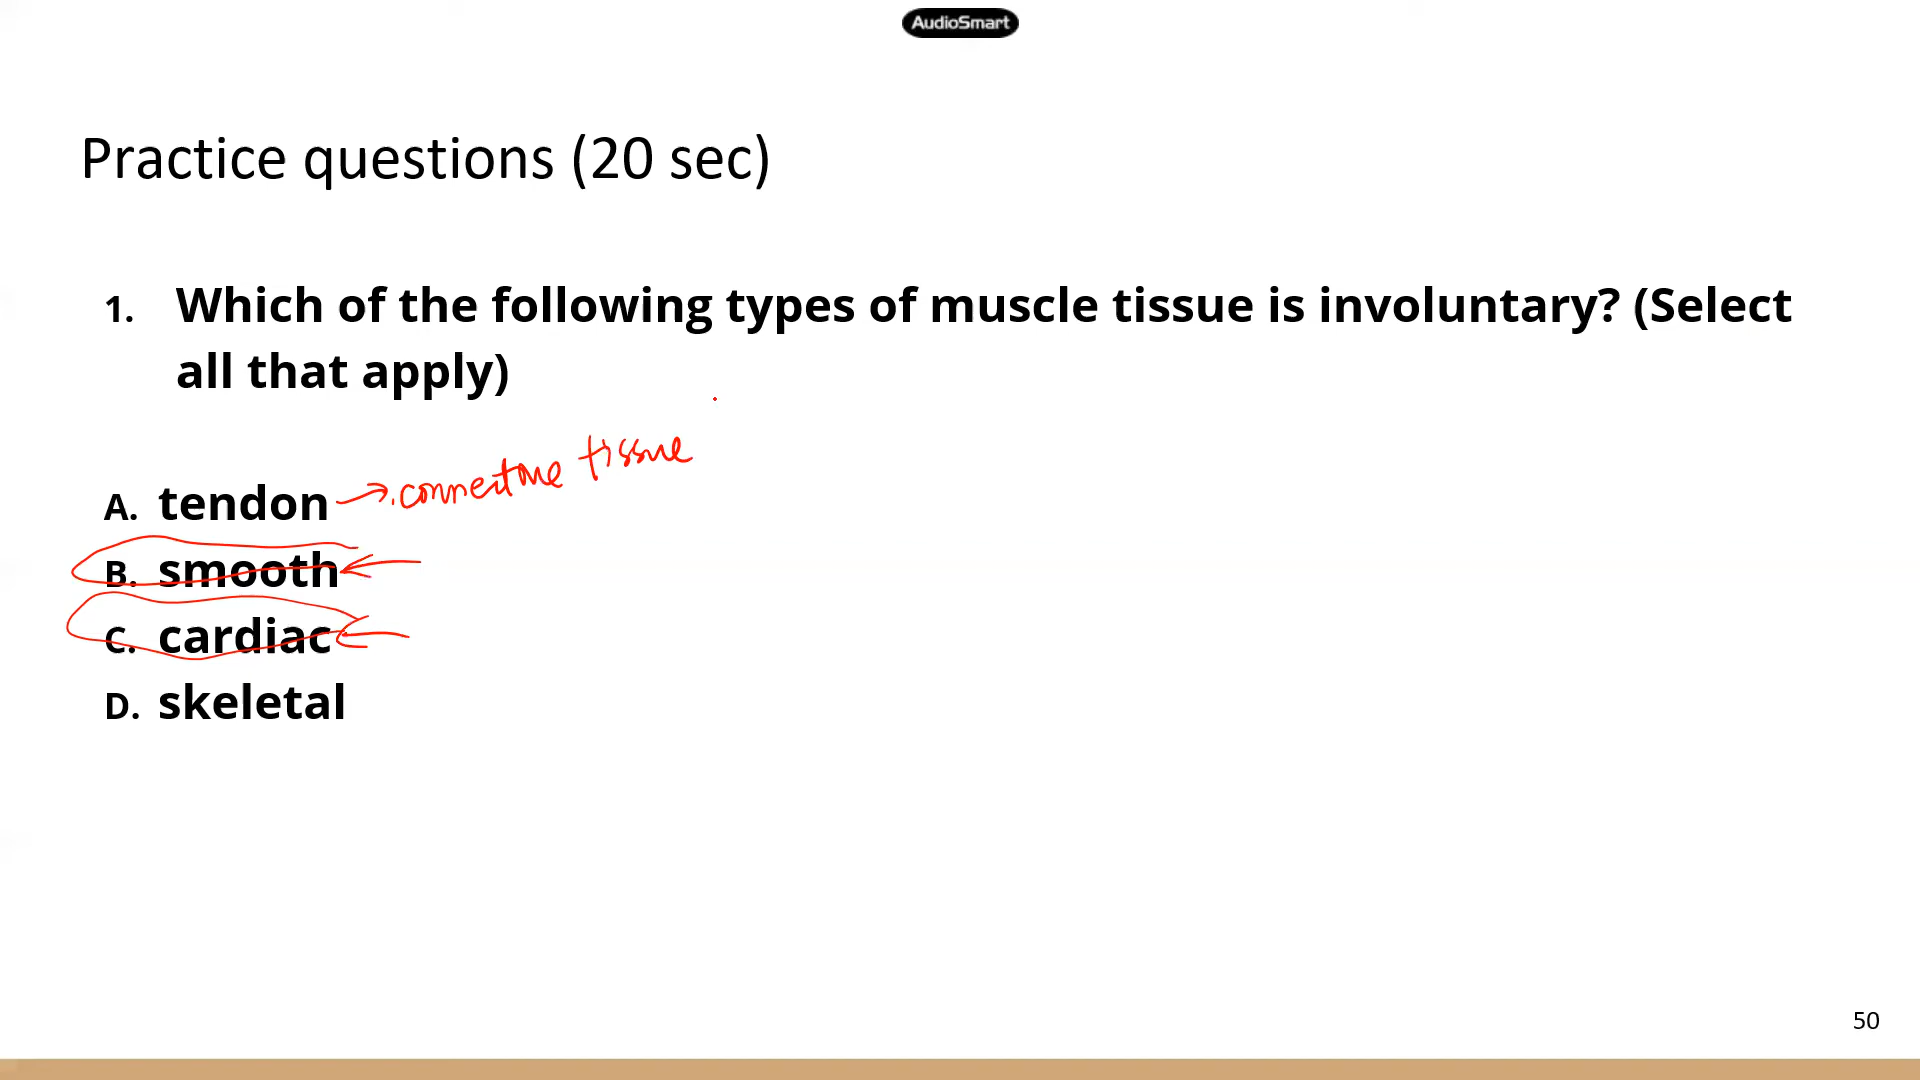 AudioSmart
Practice questions (20 sec)
1. Which of the following types of muscle tissue is involuntary? (Select
all that apply)
A. tendon → connective tissue
B. smooth
C. cardiac
D. skeletal
50